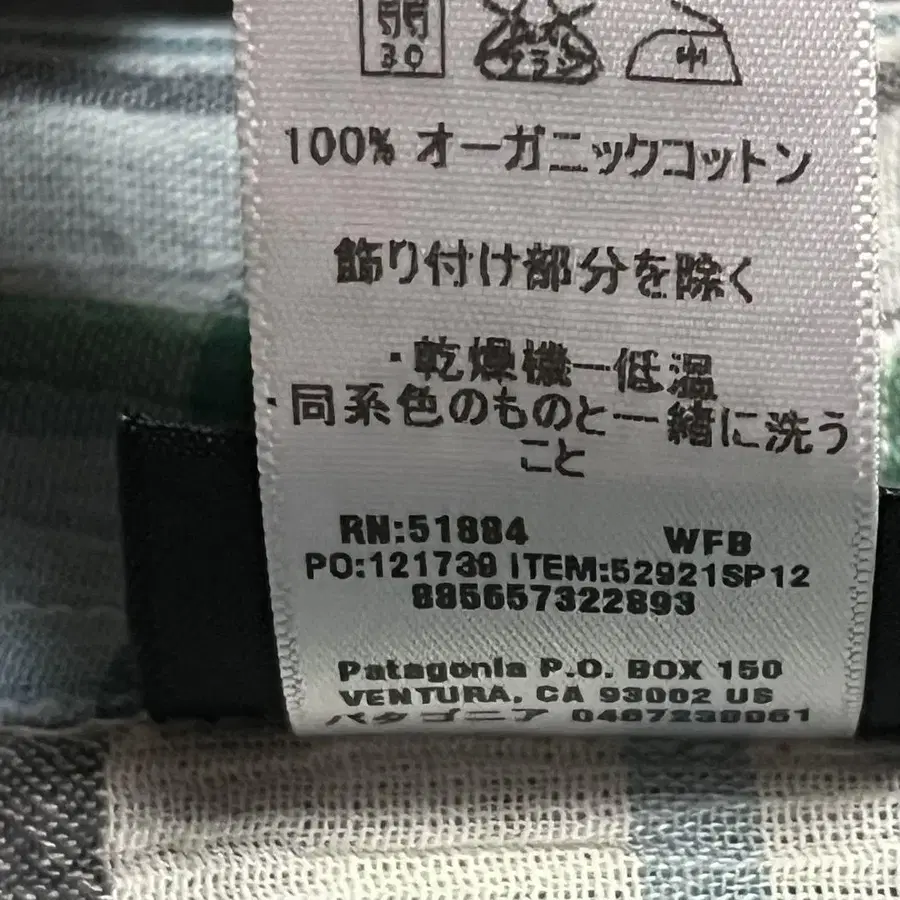 30
中
100% オーガニックコットン
飾り付け部分を除く
・乾燥機ー低温
・同系色のものと一緒に洗う
こと
RN:51884 WFB
PO:121739 ITEM:52921SP12
885657322893
Patagonia P.O. BOX 150
VENTURA, CA 93002 US
パタゴニア 0467238051